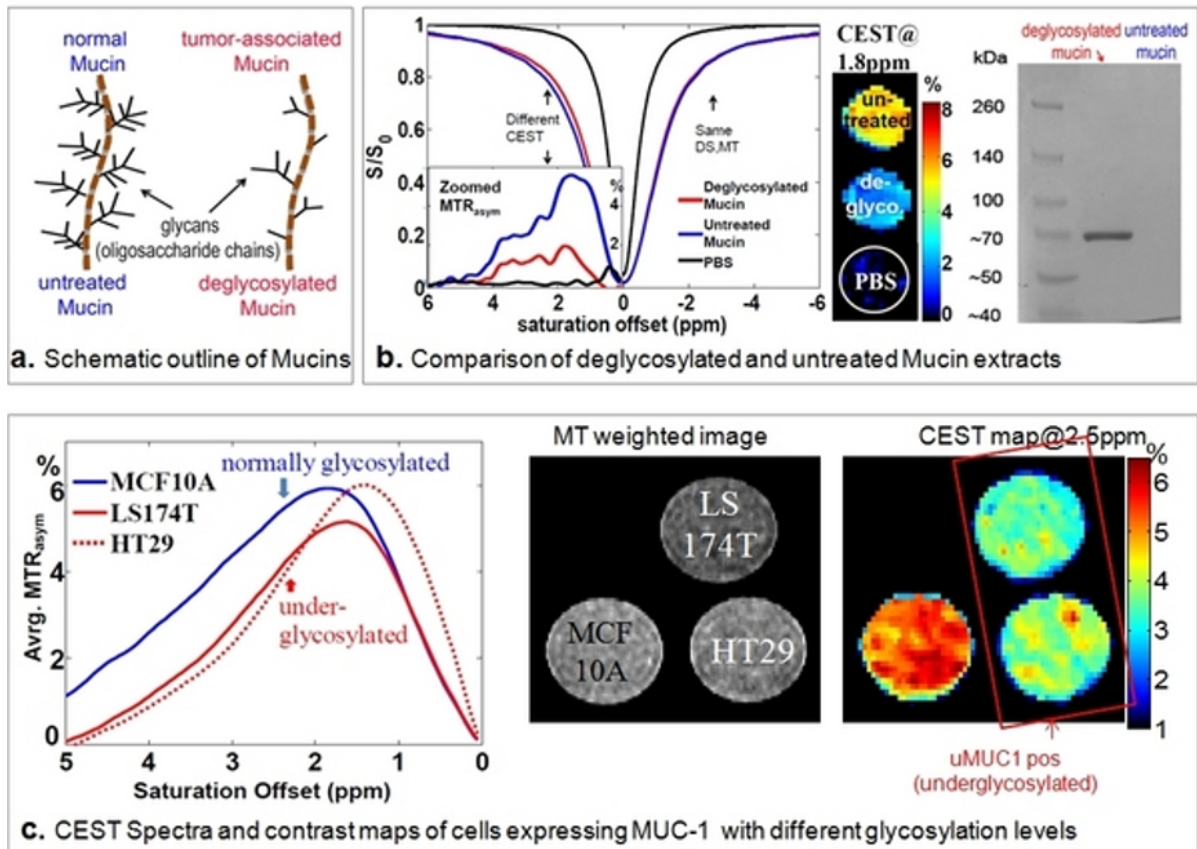 normal
Mucin
tumor-associated
Mucin
glycans
(oligosaccharide chains)
untreated
Mucin
deglycosylated
Mucin
a. Schematic outline of Mucins
S/S0
1
0.8
0.6
0.4
0.2
0
Different
CEST
Same
DS,MT
Zoomed
MTRasym
%
4
2
Deglycosylated
Mucin
Untreated
Mucin
PBS
6 4 2 0 -2 -4 -6
saturation offset (ppm)
CEST@
1.8ppm
un-
treated
de-
glyco.
PBS
%
8
6
4
2
0
deglycosylated
mucin
untreated
mucin
kDa
260
140
100
~70
~50
~40
b. Comparison of deglycosylated and untreated Mucin extracts
Avrg. MTRasym
%
6
4
2
0
MCF10A
LS174T
HT29
normally glycosylated
under-
glycosylated
5 4 3 2 1 0
Saturation Offset (ppm)
MT weighted image
LS
174T
MCF
10A
HT29
CEST map@2.5ppm
%
6
5
4
3
2
1
uMUC1 pos
(underglycosylated)
c. CEST Spectra and contrast maps of cells expressing MUC-1 with different glycosylation levels